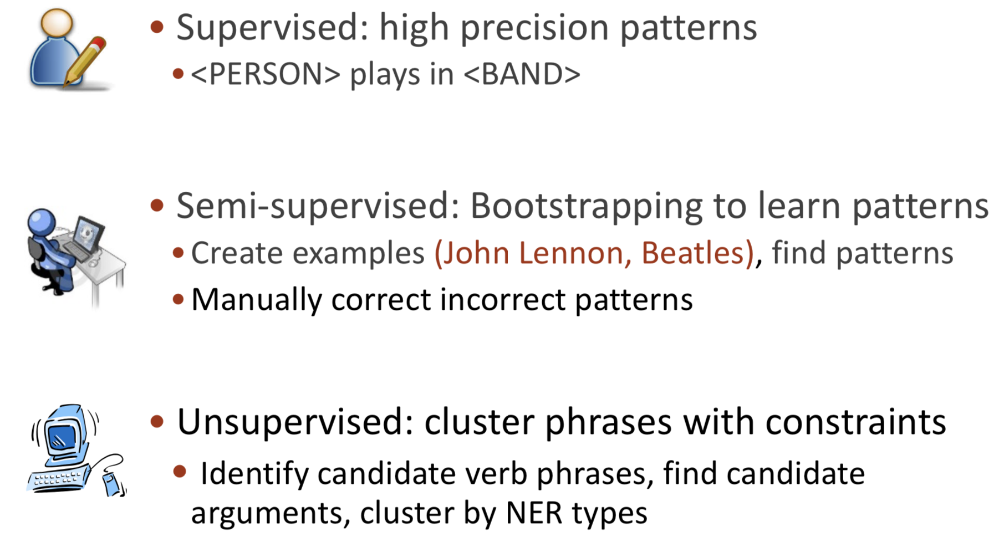 • Supervised: high precision patterns
• <PERSON> plays in <BAND>
• Semi-supervised: Bootstrapping to learn patterns
• Create examples (John Lennon, Beatles), find patterns
• Manually correct incorrect patterns
• Unsupervised: cluster phrases with constraints
• Identify candidate verb phrases, find candidate
arguments, cluster by NER types